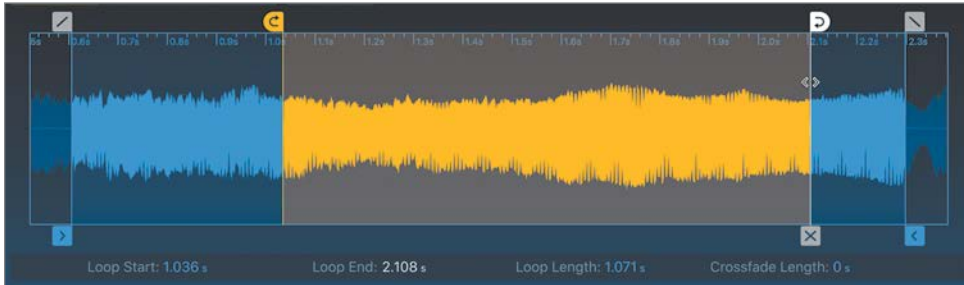 6s 0.6s 0.7s 0.8s 0.9s 1.0s 1.1s 1.2s 1.3s 1.4s 1.5s 1.6s 1.7s 1.8s 1.9s 2.0s 2.1s 2.2s 2.3s
Loop Start: 1.036 s Loop End: 2.108 s Loop Length: 1.071 s Crossfade Length: 0 s